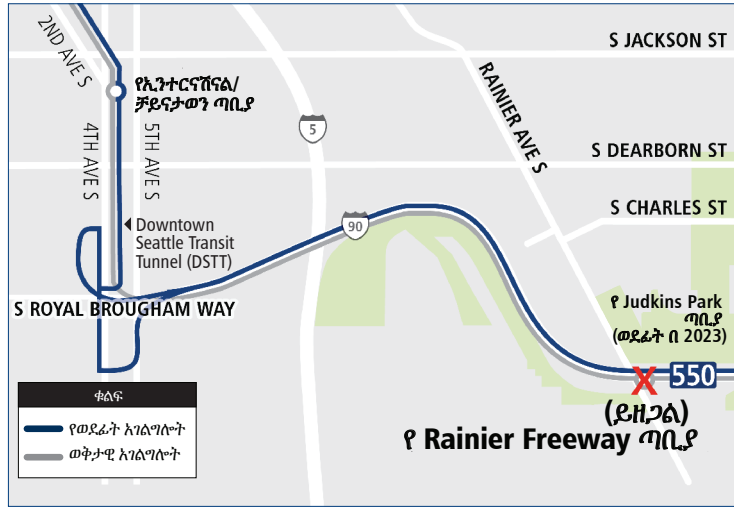 2ND AVE S
S JACKSON ST
RAINIER AVE S
የኢንተርናሽናል/
ቻይናታወን ጣቢያ
5
4TH AVE S
5TH AVE S
S DEARBORN ST
S CHARLES ST
Downtown
Seattle Transit
Tunnel (DSTT)
90
S ROYAL BROUGHAM WAY
የ Judkins Park
ጣቢያ
(ወደፊት በ 2023)
X
550
(ይዘጋል)
የ Rainier Freeway ጣቢያ
ቁልፍ
የወደፊት አገልግሎት
ወቅታዊ አገልግሎት